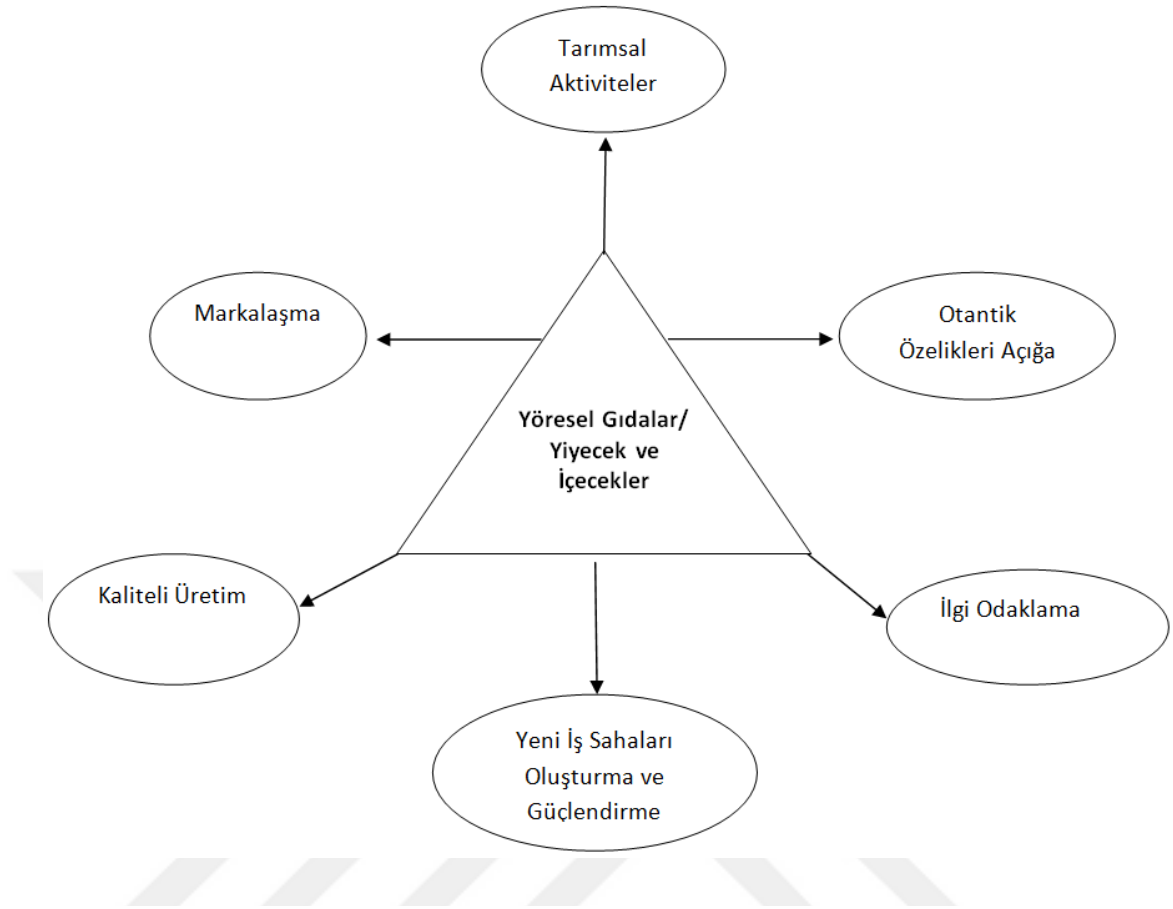 Tarımsal
Aktiviteler
Markalaşma
Otantik
Özelikleri Açığa
Yöresel Gıdalar/
Yiyecek ve
İçecekler
Kaliteli Üretim
İlgi Odaklama
Yeni İş Sahaları
Oluşturma ve
Güçlendirme